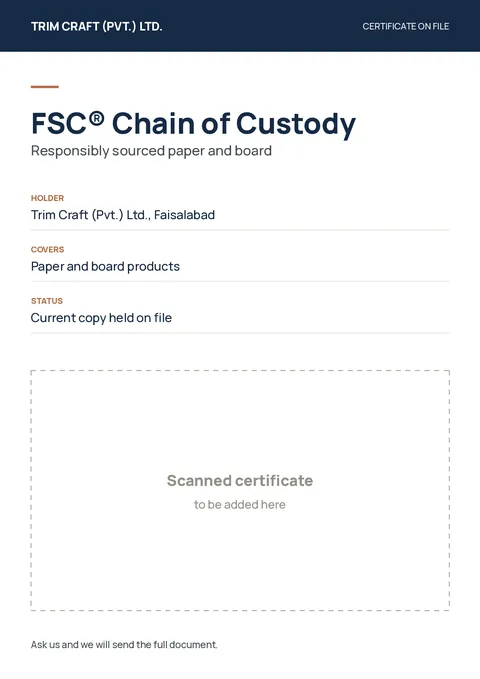 TRIM CRAFT (PVT.) LTD.
CERTIFICATE ON FILE
FSC® Chain of Custody
Responsibly sourced paper and board
HOLDER
Trim Craft (Pvt.) Ltd., Faisalabad
COVERS
Paper and board products
STATUS
Current copy held on file
Scanned certificate
to be added here
Ask us and we will send the full document.